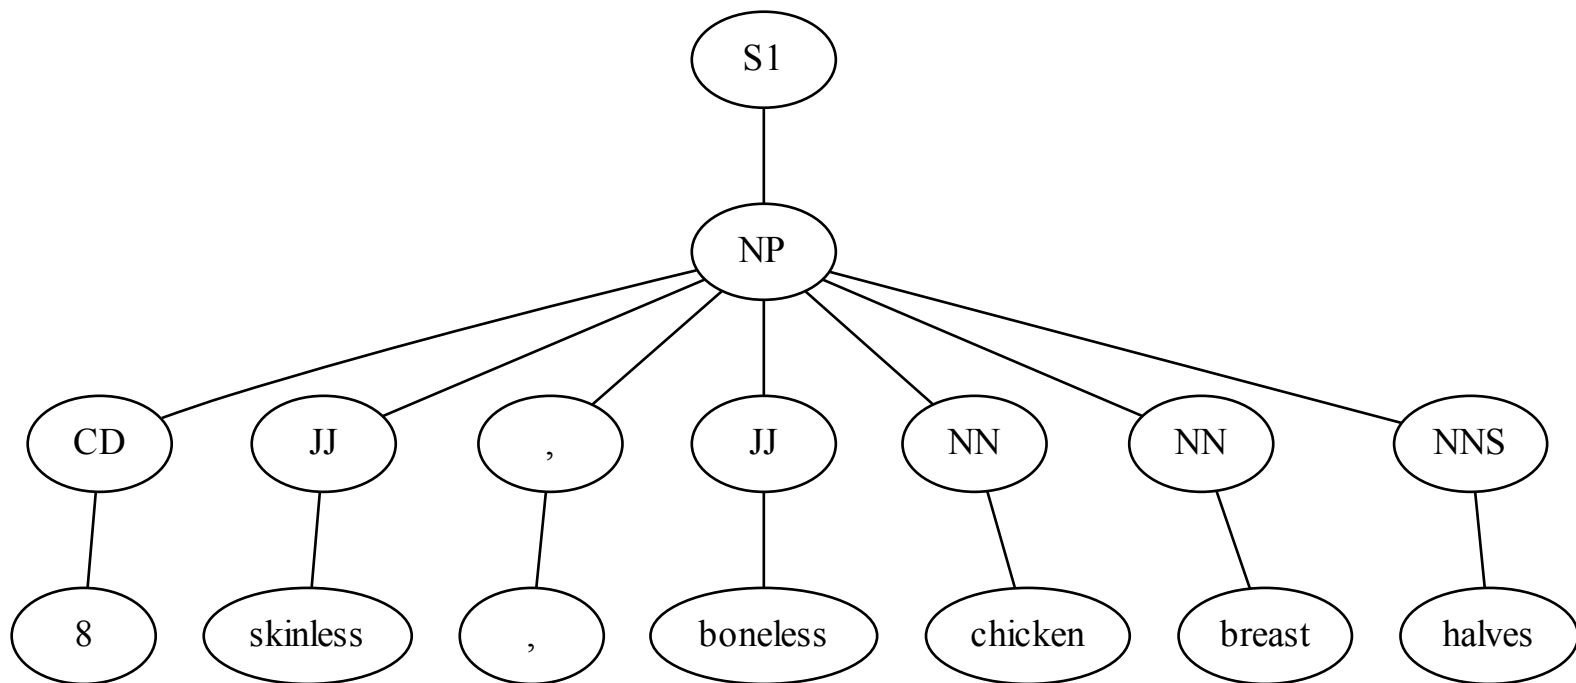 S1
NP
CD JJ , JJ NN NN NNS
8 skinless , boneless chicken breast halves